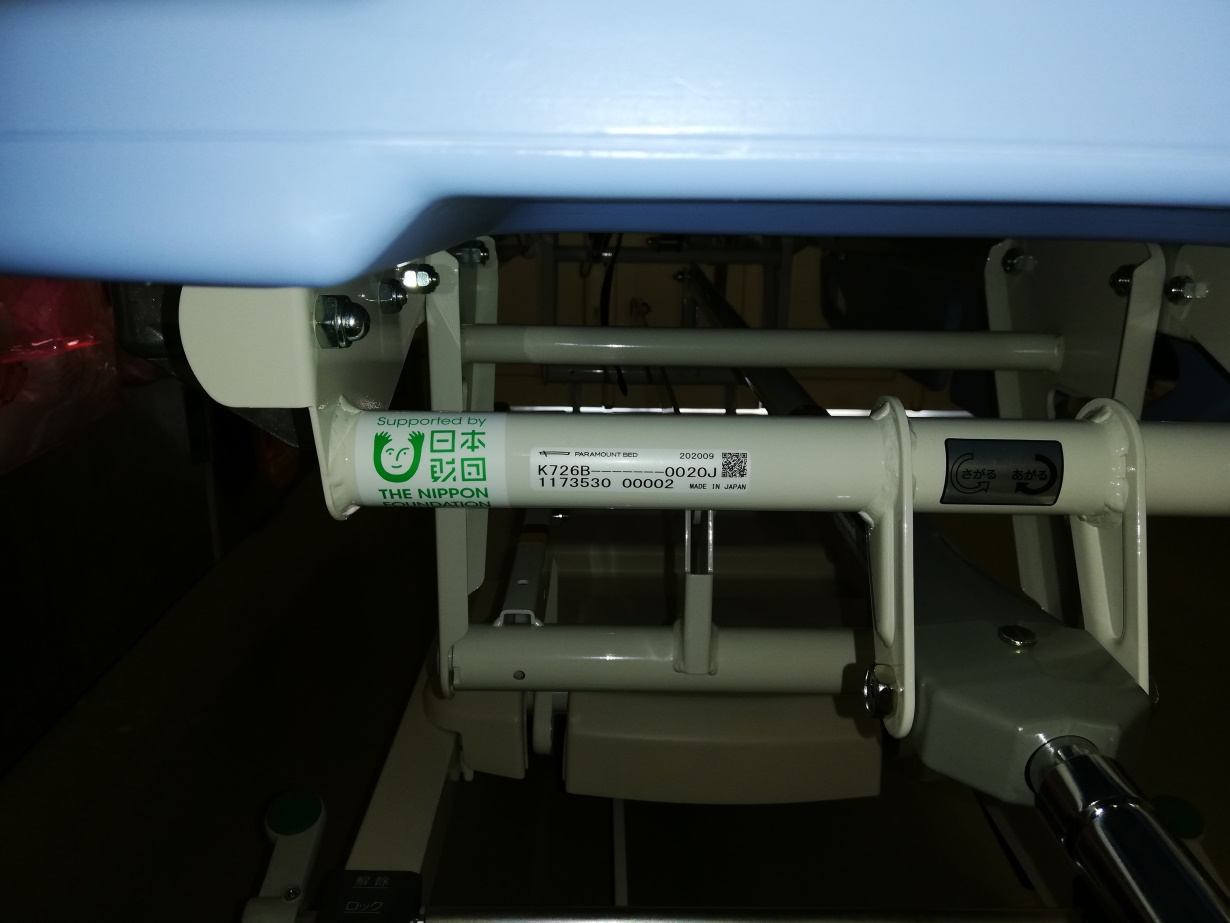 Supported by
日本
財団
THE NIPPON
FOUNDATION
PARAMOUNT BED 202009
K726B-------0020J
1173530 00002 MADE IN JAPAN
さがる あがる
解除
ロック